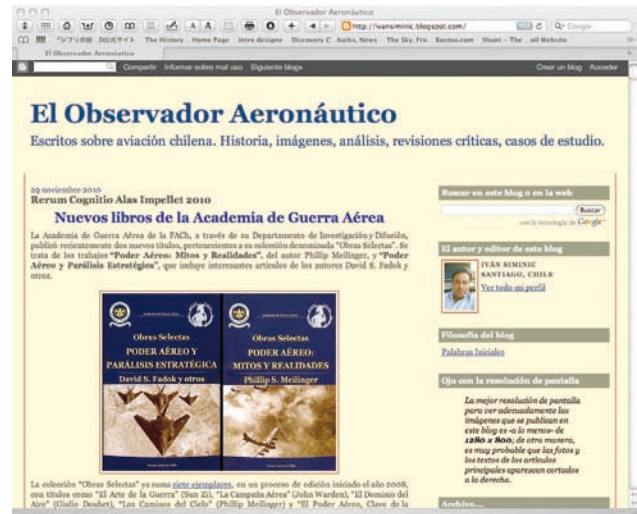 El Observador Aeronáutico
http://ivansiminic.blogspot.com/
Google
El Observador Aeronáutico
Compartir Informar sobre mal uso Siguiente blog» Crear un blog Acceder
El Observador Aeronáutico
Escritos sobre aviación chilena. Historia, imágenes, análisis, revisiones críticas, casos de estudio.
29 noviembre 2010
Rerum Cognitio Alas Impellet 2010
Nuevos libros de la Academia de Guerra Aérea
La Academia de Guerra Aérea de la FACh, a través de su Departamento de Investigación y Difusión,
publicó recientemente dos nuevos títulos, pertenecientes a su colección denominada "Obras Selectas". Se
trata de los trabajos "Poder Aéreo: Mitos y Realidades", del autor Phillip Meilinger, y "Poder
Aéreo y Parálisis Estratégica", que incluye interesantes artículos de los autores David S. Fadok y
otros.
Obras Selectas
PODER AÉREO Y
PARÁLISIS ESTRATÉGICA
David S. Fadok y otros
Obras Selectas
PODER AÉREO:
MITOS Y REALIDADES
Phillip S. Meilinger
La colección "Obras Selectas" ya suma siete ejemplares, en un proceso de edición iniciado el año 2008,
con títulos como "El Arte de la Guerra" (Sun Zi), "La Campaña Aérea" (John Warden), "El Dominio del
Aire" (Giulio Douhet), "Los Caminos del Cielo" (Phillip Meilinger) y "El Poder Aéreo, Clave de la
Buscar en este blog o en la web
Buscar
con la tecnología de Google
El autor y editor de este blog
IVÁN SIMINIC
SANTIAGO, CHILE
Ver todo mi perfil
Filosofía del blog
Palabras Iniciales
Ojo con la resolución de pantalla
La mejor resolución de pantalla
para ver adecuadamente las
imágenes que se publican en
este blog es -a lo menos- de
1280 x 800; de otra manera,
es muy probable que las fotos y
los textos de los artículos
principales aparezcan cortados
a la derecha.
Archivo...